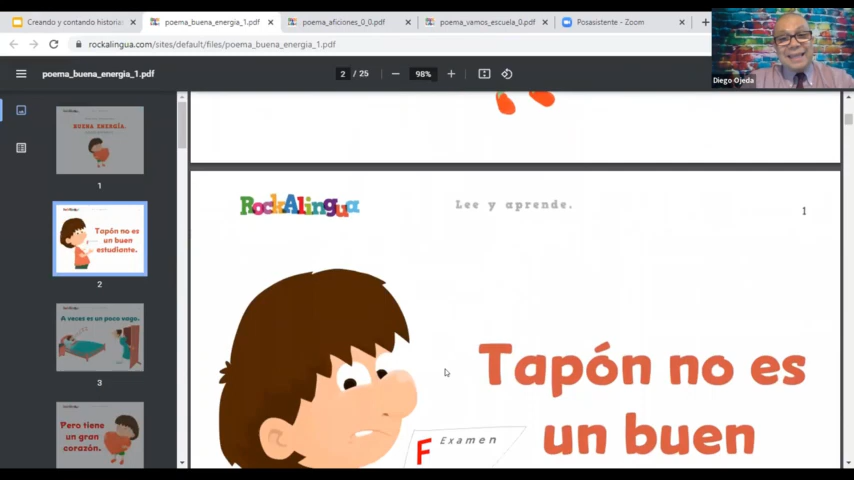 Creando y contando historia
poema_buena_energia_1.pdf
poema_aficiones_0_0.pdf
poema_vamos_escuela_0.pdf
Posasistente - Zoom
rockalingua.com/sites/default/files/poema_buena_energia_1.pdf
poema_buena_energia_1.pdf
2 / 25
98%
Diego Ojeda
BUENA ENERGÍA.
1
Tapón no es
un buen
estudiante.
2
A veces es un poco vago.
3
Pero tiene
un gran
corazón.
RockAlingua
Lee y aprende.
1
Tapón no es
un buen
F
Examen